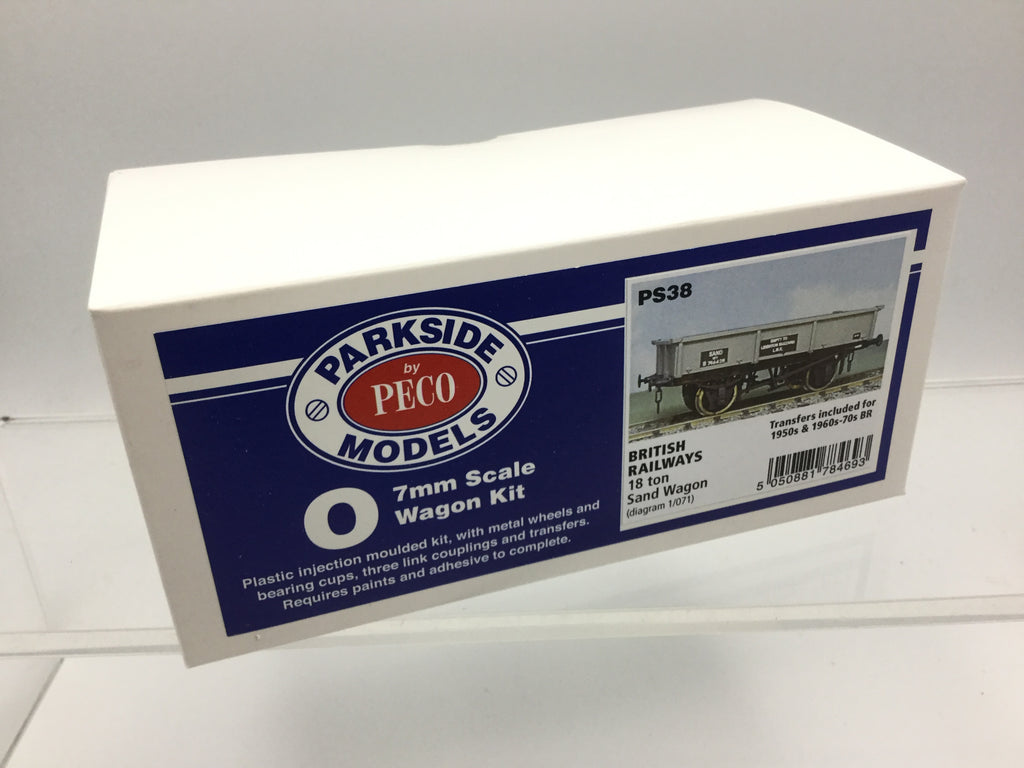 PARKSIDE
by
PECO
MODELS
O
7mm Scale
Wagon Kit
Plastic injection moulded kit, with metal wheels and
bearing cups, three link couplings and transfers.
Requires paints and adhesive to complete.
PS38
SAND
EMPTY TO
Transfers included for
1950s & 1960s-70s BR
BRITISH
RAILWAYS
18 ton
Sand Wagon
(diagram 1/071)
5 050881 784693